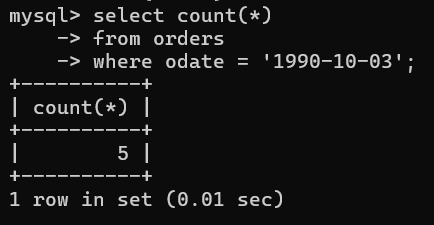 mysql> select count(*)
    -> from orders
    -> where odate = '1990-10-03';
+----------+
| count(*) |
+----------+
|        5 |
+----------+
1 row in set (0.01 sec)